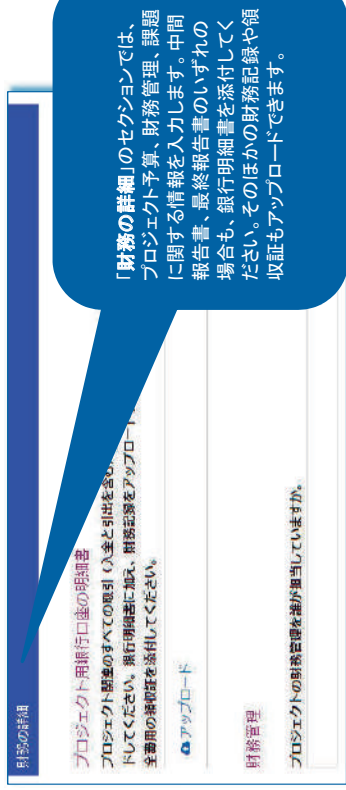 財務の詳細
プロジェクト用銀行口座の明細書
プロジェクト関連のすべての取引（入金と引出を含む
ドしてください。銀行明細書に加え、財務記録をアップロード
全費用の領収証を添付してください。
アップロード
財務管理
プロジェクトの財務管理を誰が担当していますか。
「財務の詳細」のセクションでは、
プロジェクト予算、財務管理、課題
に関する情報を入力します。中間
報告書、最終報告書のいずれの
場合も、銀行明細書を添付してく
ださい。そのほかの財務記録や領
収証もアップロードできます。